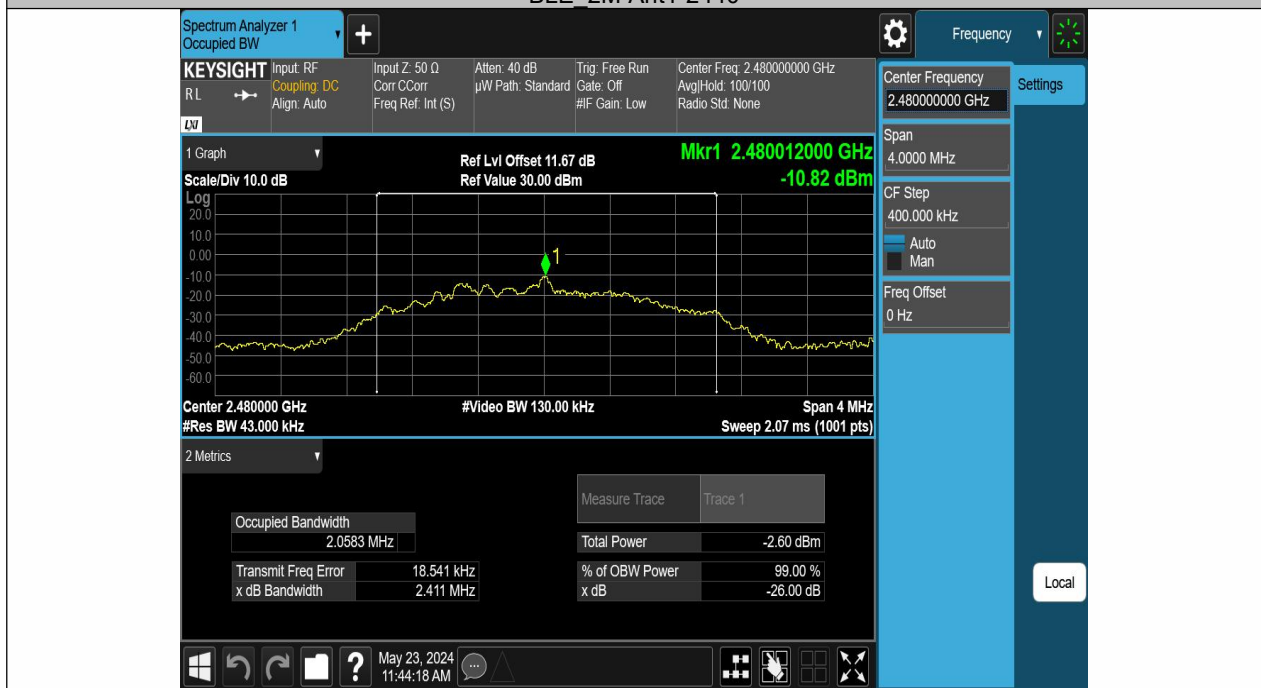 Spectrum Analyzer 1
Occupied BW
Frequency
KEYSIGHT
RL
LXI
Input: RF
Coupling: DC
Align: Auto
Input Z: 50 Ω
Corr CCorr
Freq Ref: Int (S)
Atten: 40 dB
µW Path: Standard
Trig: Free Run
Gate: Off
#IF Gain: Low
Center Freq: 2.480000000 GHz
Avg|Hold: 100/100
Radio Std: None
1 Graph
Scale/Div 10.0 dB
Ref Lvl Offset 11.67 dB
Ref Value 30.00 dBm
Mkr1 2.480012000 GHz
-10.82 dBm
Log
20.0
10.0
0.00
-10.0
-20.0
-30.0
-40.0
-50.0
-60.0
1
Center 2.480000 GHz
#Video BW 130.00 kHz
Span 4 MHz
#Res BW 43.000 kHz
Sweep 2.07 ms (1001 pts)
2 Metrics
Measure Trace
Trace 1
Occupied Bandwidth
2.0583 MHz
Total Power
-2.60 dBm
Transmit Freq Error
18.541 kHz
% of OBW Power
99.00 %
x dB Bandwidth
2.411 MHz
x dB
-26.00 dB
Center Frequency
2.480000000 GHz
Settings
Span
4.0000 MHz
CF Step
400.000 kHz
Auto
Man
Freq Offset
0 Hz
Local
?
May 23, 2024
11:44:18 AM